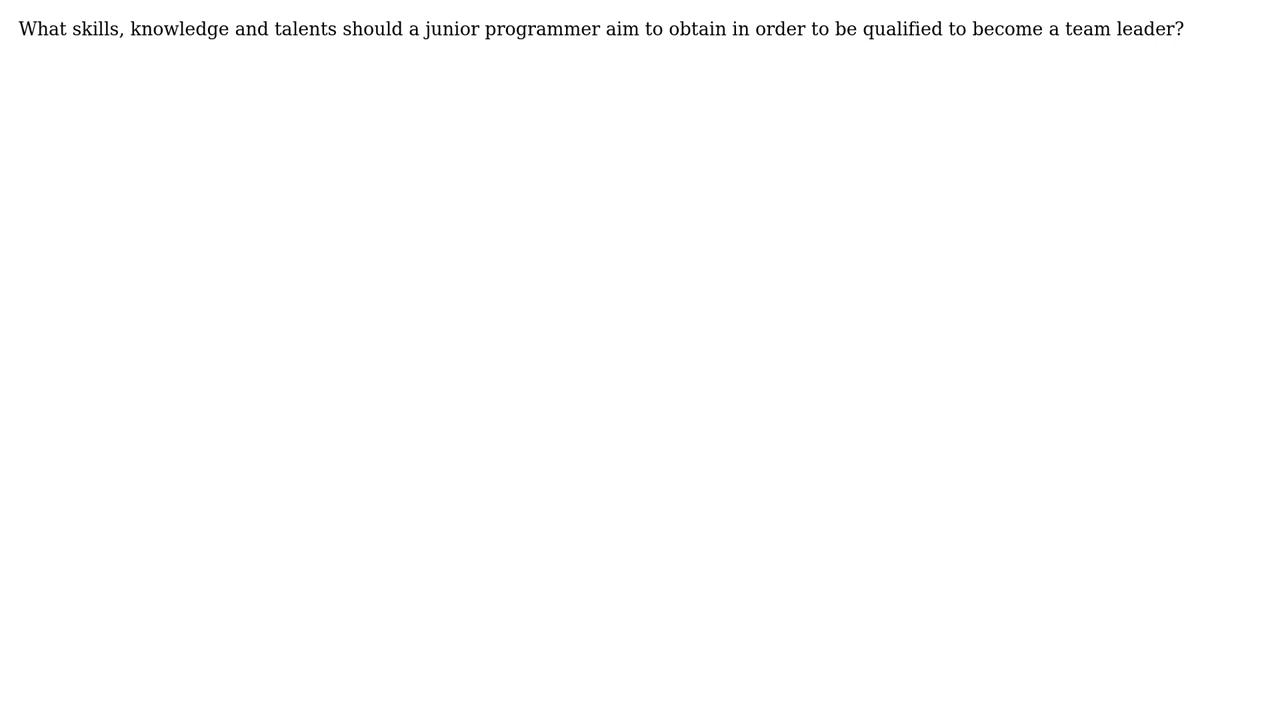 What skills, knowledge and talents should a junior programmer aim to obtain in order to be qualified to become a team leader?